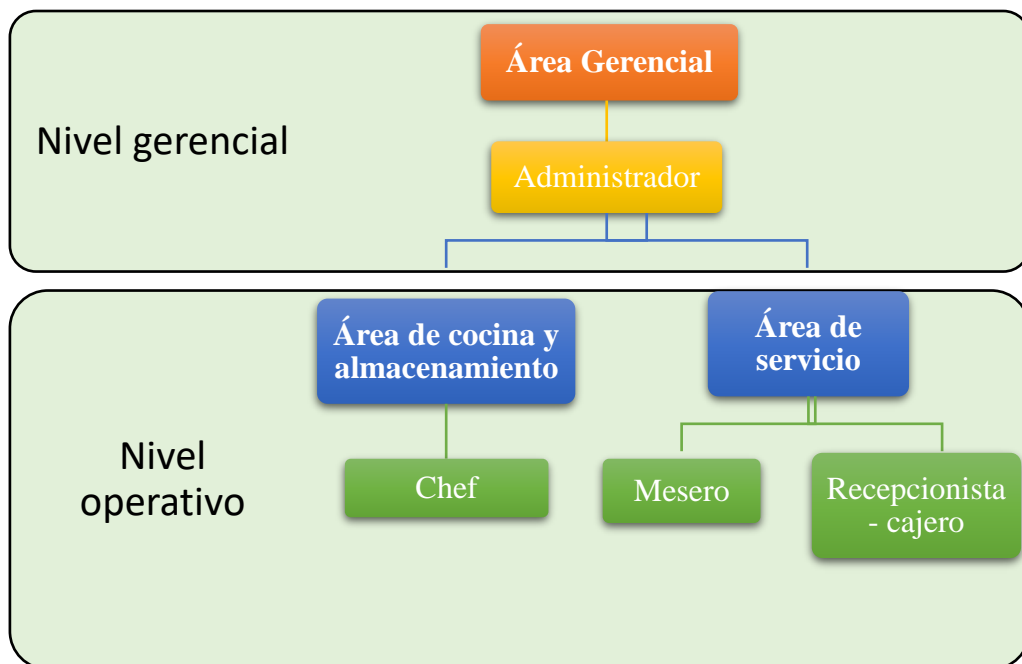 Área Gerencial
Nivel gerencial
Administrador
Área de cocina y
almacenamiento
Área de
servicio
Nivel
operativo
Chef
Mesero
Recepcionista
- cajero